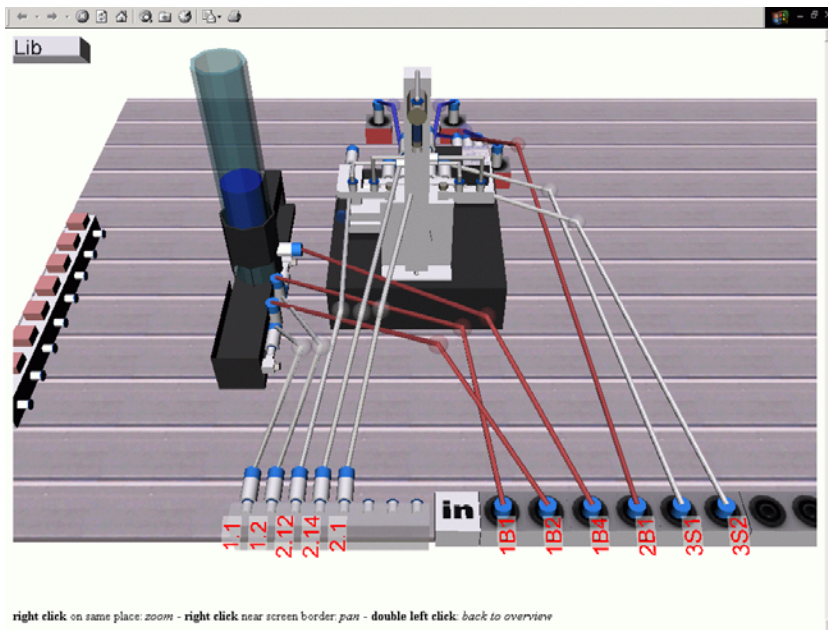 Lib
1.1
1.2
2.12
2.14
2.1
in
1B1
1B2
1B4
2B1
3S1
3S2
right click on same place: zoom - right click near screen border: pan - double left click: back to overview